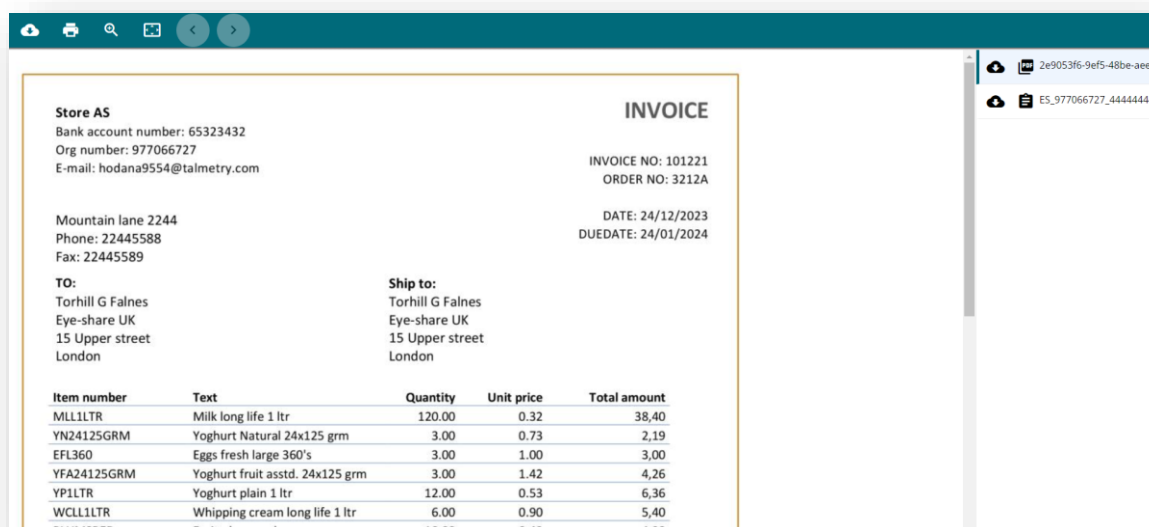 Store AS
Bank account number: 65323432
Org number: 977066727
E-mail: hodana9554@talmetry.com
INVOICE
INVOICE NO: 101221
ORDER NO: 3212A
Mountain lane 2244
Phone: 22445588
Fax: 22445589
DATE: 24/12/2023
DUEDATE: 24/01/2024
TO:
Torhill G Falnes
Eye-share UK
15 Upper street
London
Ship to:
Torhill G Falnes
Eye-share UK
15 Upper street
London
Item number Text Quantity Unit price Total amount
MLL1LTR Milk long life 1 ltr 120.00 0.32 38,40
YN24125GRM Yoghurt Natural 24x125 grm 3.00 0.73 2,19
EFL360 Eggs fresh large 360's 3.00 1.00 3,00
YFA24125GRM Yoghurt fruit asstd. 24x125 grm 3.00 1.42 4,26
YP1LTR Yoghurt plain 1 ltr 12.00 0.53 6,36
WCLL1LTR Whipping cream long life 1 ltr 6.00 0.90 5,40
PDF 2e9053f6-9ef5-48be-aee
ES_977066727_4444444